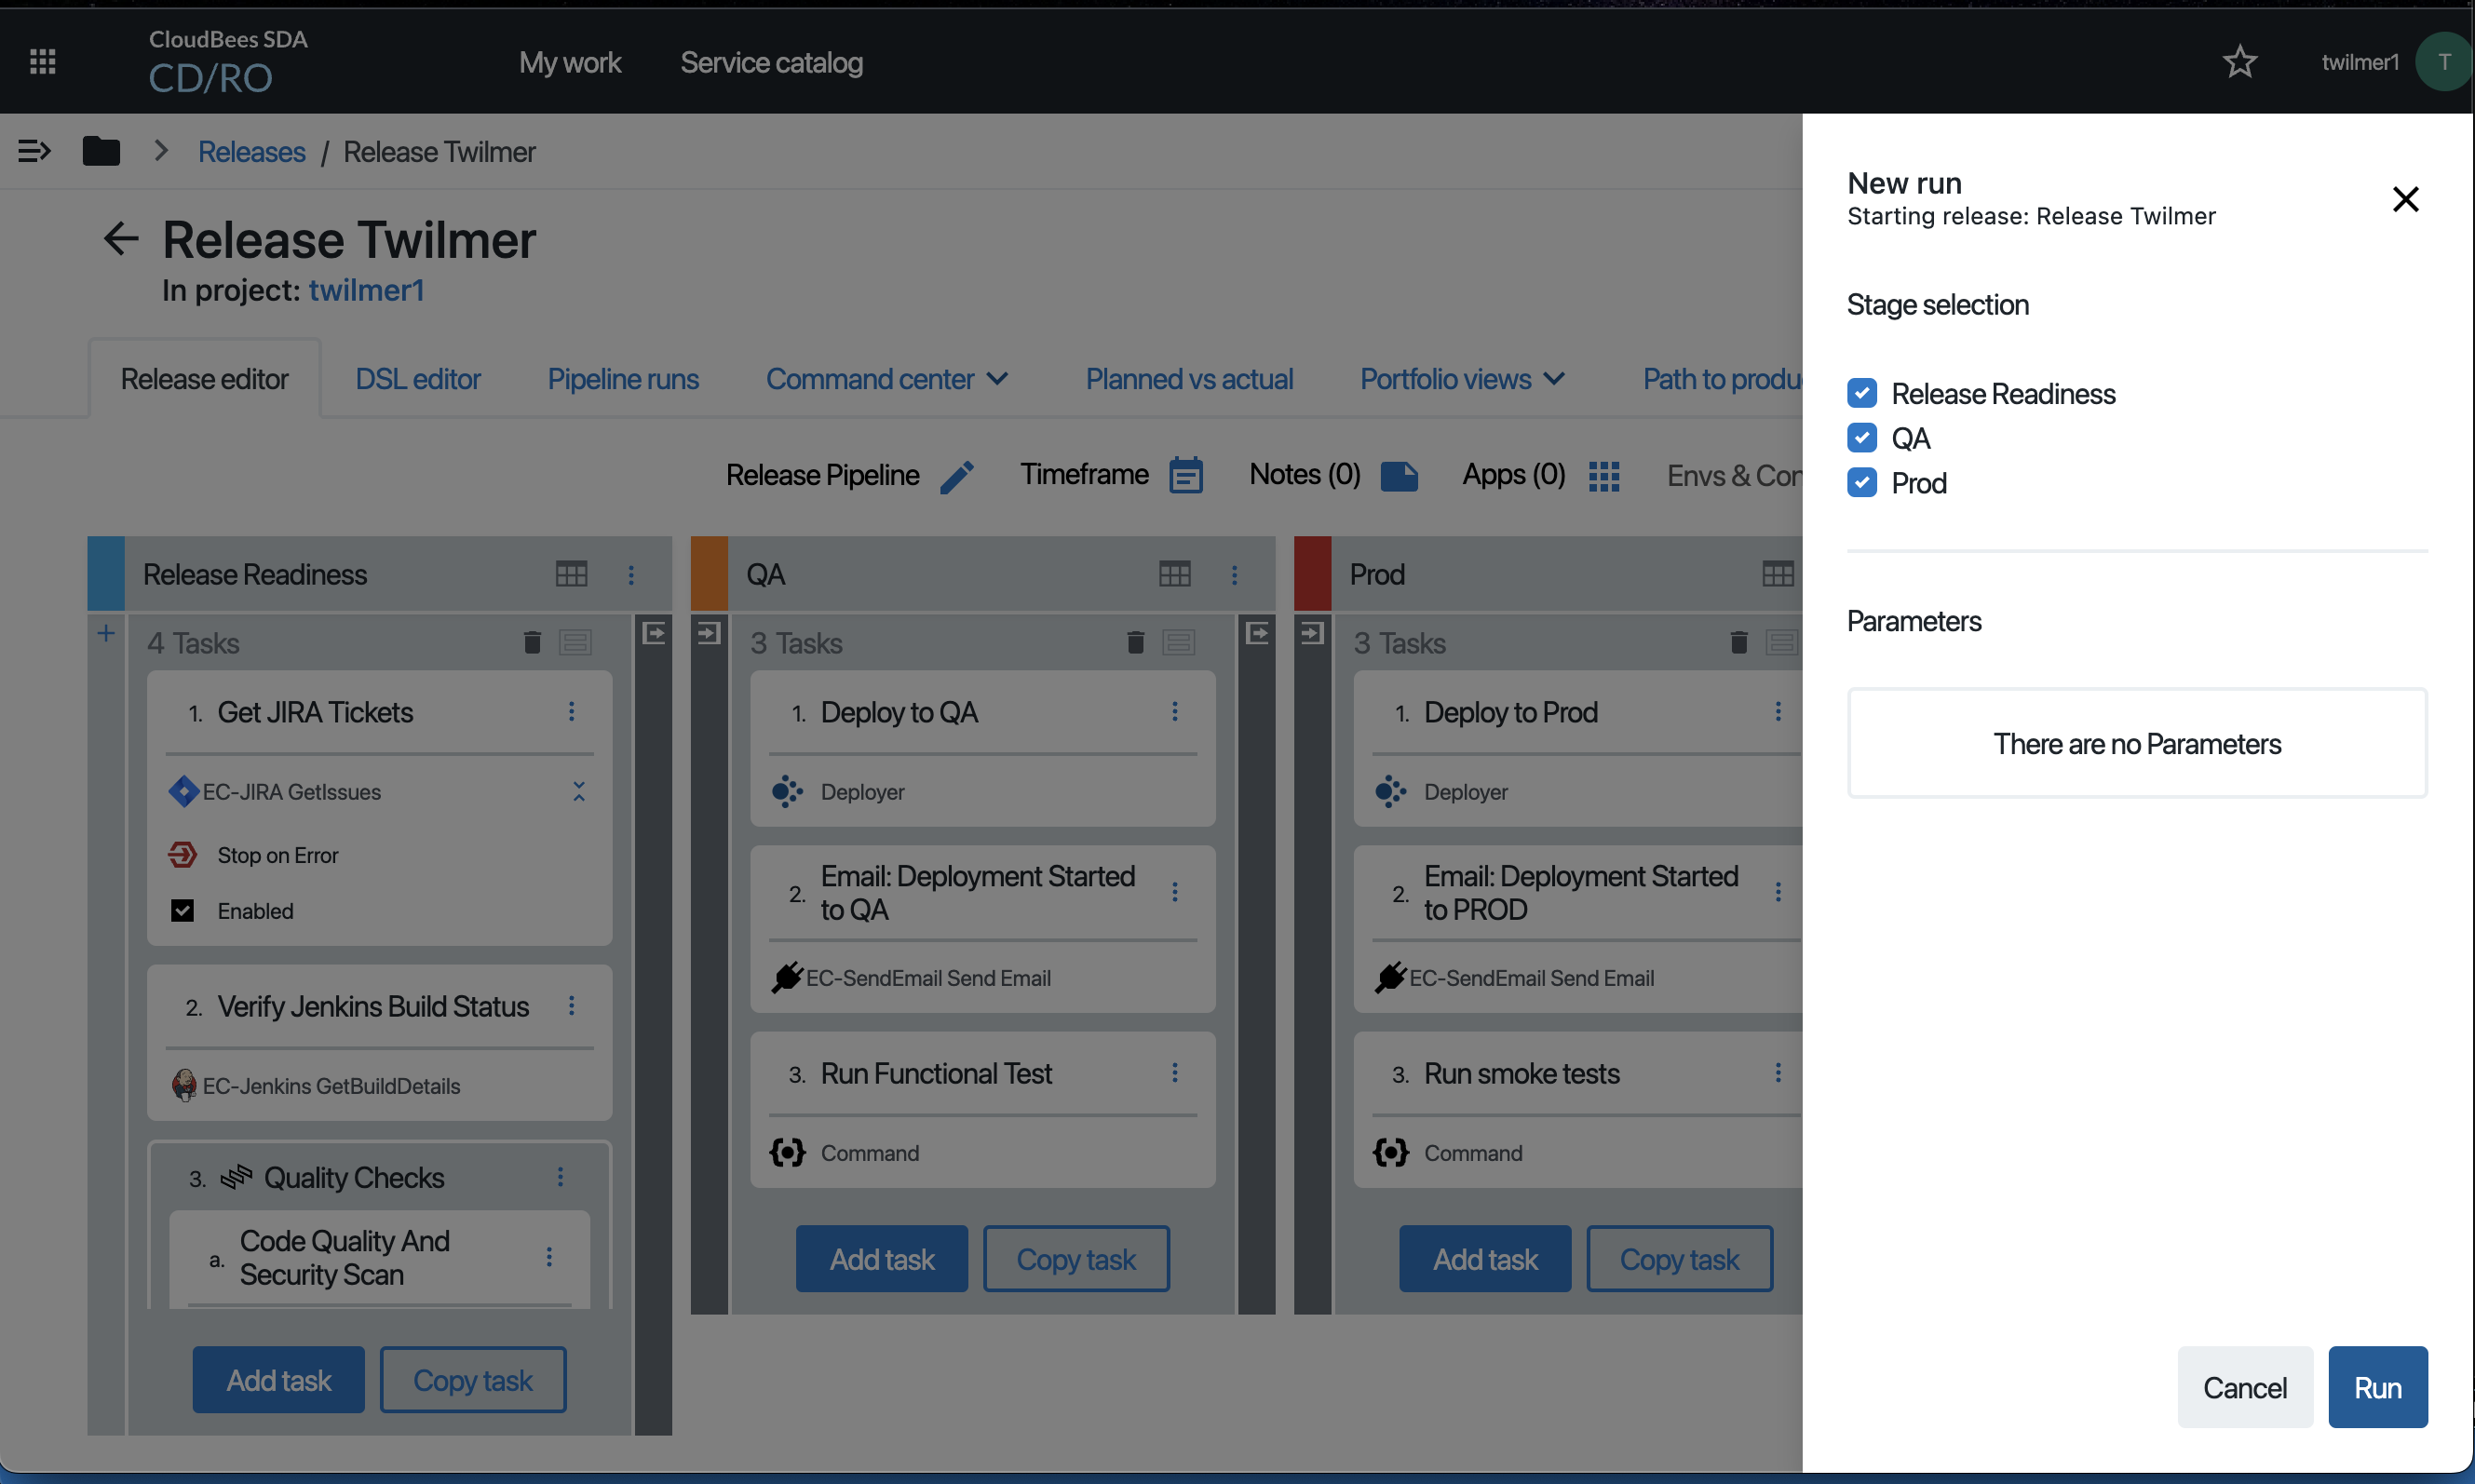 CloudBees SDA
CD/RO
My work
Service catalog
twilmer1
T
Releases / Release Twilmer
Release Twilmer
In project: twilmer1
Release editor
DSL editor
Pipeline runs
Command center
Planned vs actual
Portfolio views
Path to produ
Release Pipeline
Timeframe
Notes (0)
Apps (0)
Envs & Con
Release Readiness
4 Tasks
1. Get JIRA Tickets
EC-JIRA GetIssues
Stop on Error
Enabled
2. Verify Jenkins Build Status
EC-Jenkins GetBuildDetails
3. Quality Checks
a. Code Quality And
Security Scan
Add task
Copy task
QA
3 Tasks
1. Deploy to QA
Deployer
2. Email: Deployment Started
to QA
EC-SendEmail Send Email
3. Run Functional Test
Command
Add task
Copy task
Prod
3 Tasks
1. Deploy to Prod
Deployer
2. Email: Deployment Started
to PROD
EC-SendEmail Send Email
3. Run smoke tests
Command
Add task
Copy task
New run
Starting release: Release Twilmer
Stage selection
Release Readiness
QA
Prod
Parameters
There are no Parameters
Cancel
Run